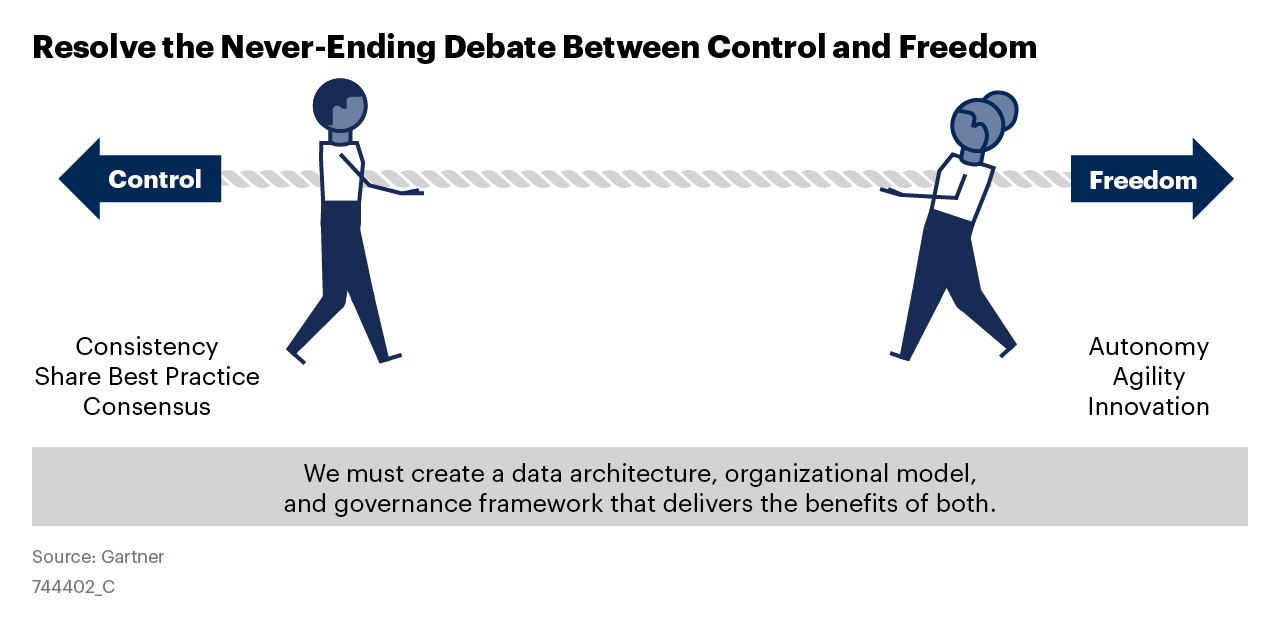 Resolve the Never-Ending Debate Between Control and Freedom
Control
Freedom
Consistency
Share Best Practice
Consensus
Autonomy
Agility
Innovation
We must create a data architecture, organizational model,
and governance framework that delivers the benefits of both.
Source: Gartner
744402_C